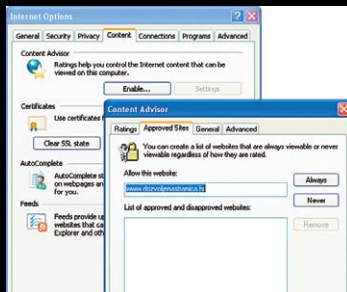 Internet Options
General Security Privacy Content Connections Programs Advanced
Content Advisor
Ratings help you control the Internet content that can be
viewed on this computer.
Enable... Settings
Certificates
Use certificates f
Clear SSL state
AutoComplete
AutoComplete st
on webpages an
for you.
Feeds
Feeds provide u
websites that ca
Explorer and oth
Content Advisor
Ratings Approved Sites General Advanced
You can create a list of websites that are always viewable or never
viewable regardless of how they are rated.
Allow this website:
www.dozvoljenastranica.hr
Always
Never
List of approved and disapproved websites:
Remove